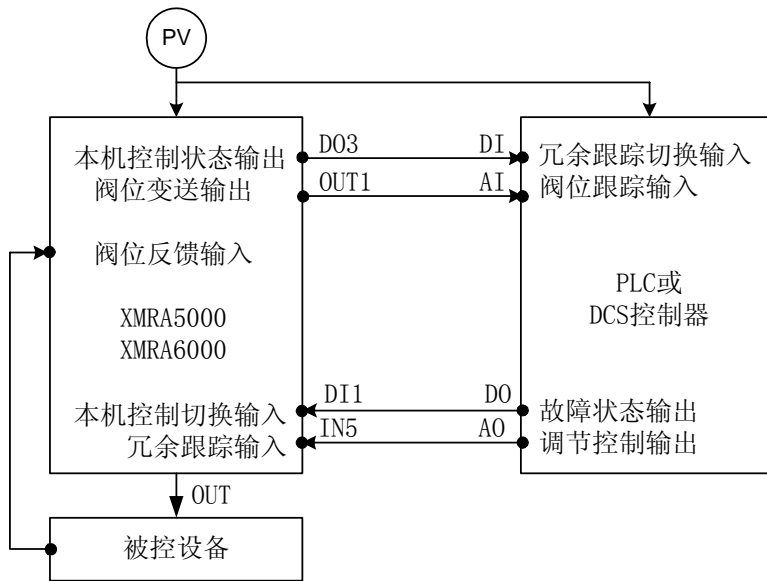 PV
本机控制状态输出 DO3 DI 冗余跟踪切换输入
阀位变送输出 OUT1 AI 阀位跟踪输入
阀位反馈输入
XMRA5000
XMRA6000
PLC或
DCS控制器
本机控制切换输入 DI1 DO 故障状态输出
冗余跟踪输入 IN5 AO 调节控制输出
OUT
被控设备